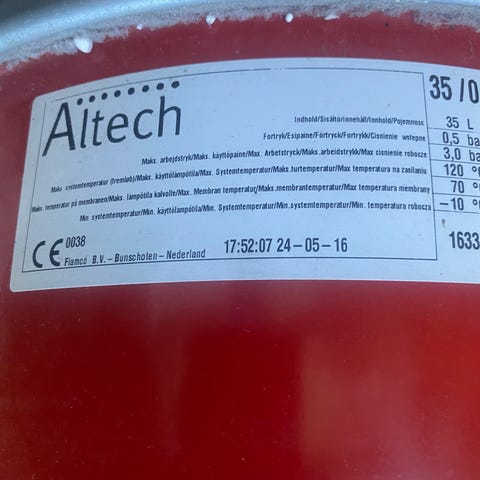 Altech
35/0
Indhold/Sisälto/Innehåll/Innhold/Pojemnosc 35 L
Fortryk/Esipaine/Förtryck/Fortrykk/Cisnienie wstepne 0,5 ba
Maks. arbejdstryk/Maks. käyttöpaine/Max. Arbetstryck/Maks.arbeidstrykk/Max cisnienie robocze 3,0 ba
Maks systemtemperatur (fremløb)/Maks. käyttölämpötila/Max. Systemtemperatur/Maks.turtemperatur/Max temperatura na zasilaniu 120 °
Maks. temperatur på membranen/Maks. lämpötila kalvolle/Max. Membran temperatur/Maks.membrantemperatur/Max temperatura membrany 70 °
Min. systemtemperatur/Min. käyttölämpötila/Min. Systemtemperatur/Min.systemtemperatur/Min. temperatura robocza -10 °
CE 0038 17:52:07 24-05-16 1633
Flamco B.V. - Bunschoten - Nederland